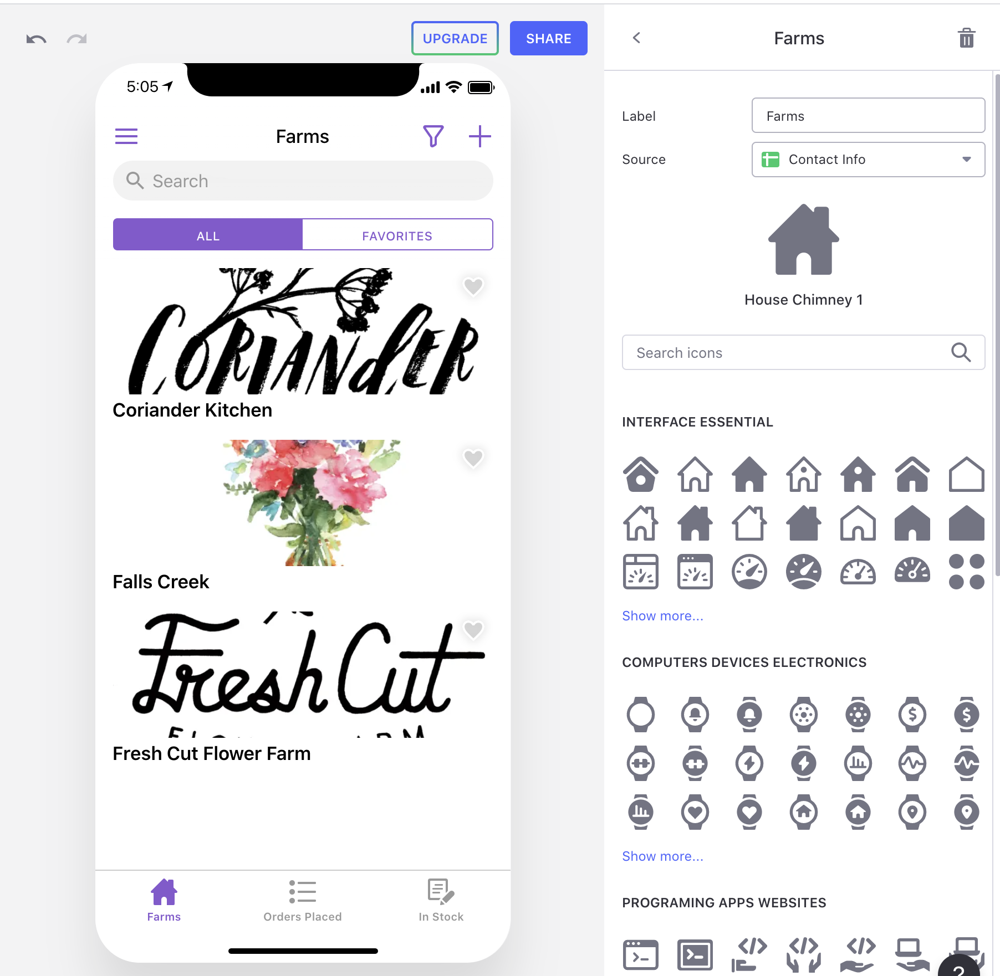 UPGRADE
SHARE
5:05
Farms
Search
ALL
FAVORITES
CORIANdER
Coriander Kitchen
Falls Creek
Fresh Cut
Fresh Cut Flower Farm
Farms
Orders Placed
In Stock
Farms
Label
Farms
Source
Contact Info
House Chimney 1
Search icons
INTERFACE ESSENTIAL
Show more...
COMPUTERS DEVICES ELECTRONICS
Show more...
PROGRAMING APPS WEBSITES
?